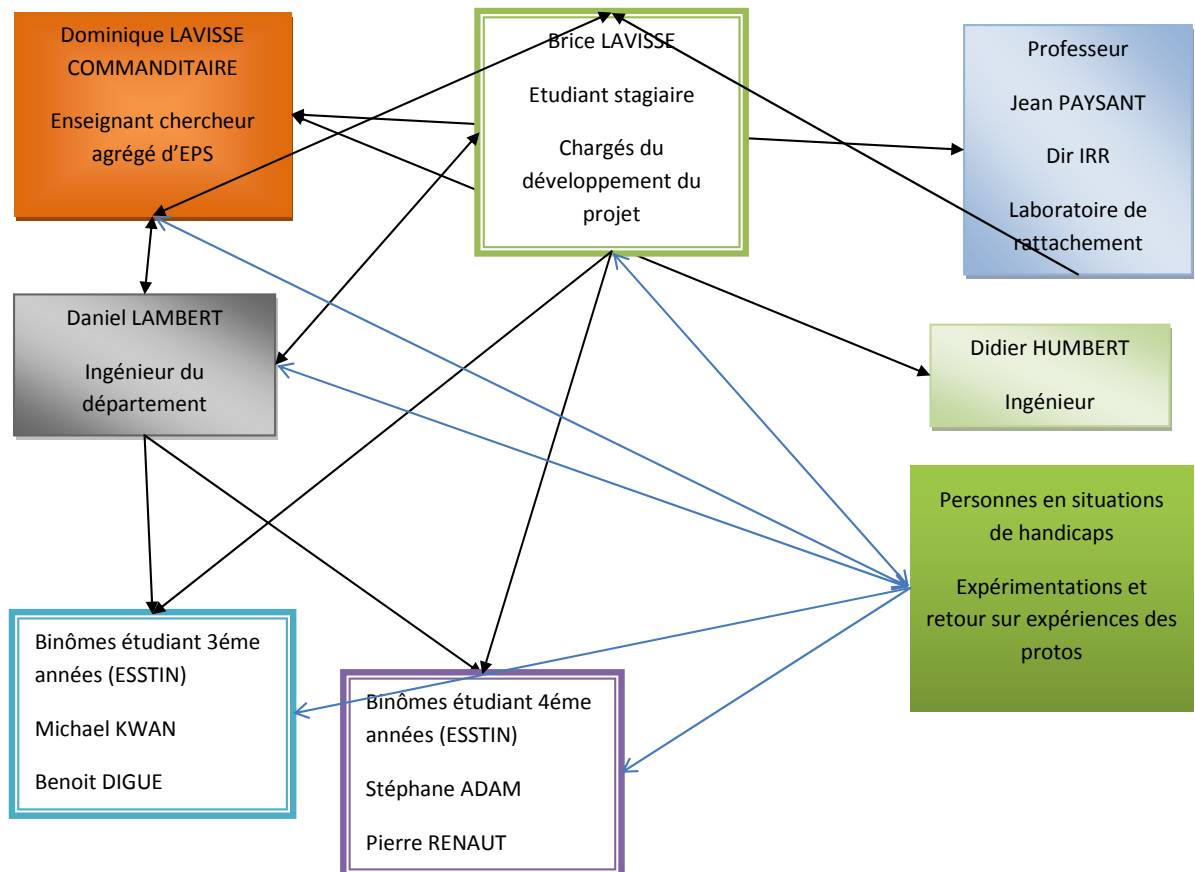 Dominique LAVISSE
COMMANDITAIRE
Enseignant chercheur
agrégé d'EPS
Brice LAVISSE
Etudiant stagiaire
Chargés du
développement du
projet
Professeur
Jean PAYSANT
Dir IRR
Laboratoire de
rattachement
Daniel LAMBERT
Ingénieur du
département
Didier HUMBERT
Ingénieur
Personnes en situations
de handicaps
Expérimentations et
retour sur expériences des
protos
Binômes étudiant 3éme
années (ESSTIN)
Michael KWAN
Benoit DIGUE
Binômes étudiant 4éme
années (ESSTIN)
Stéphane ADAM
Pierre RENAUT